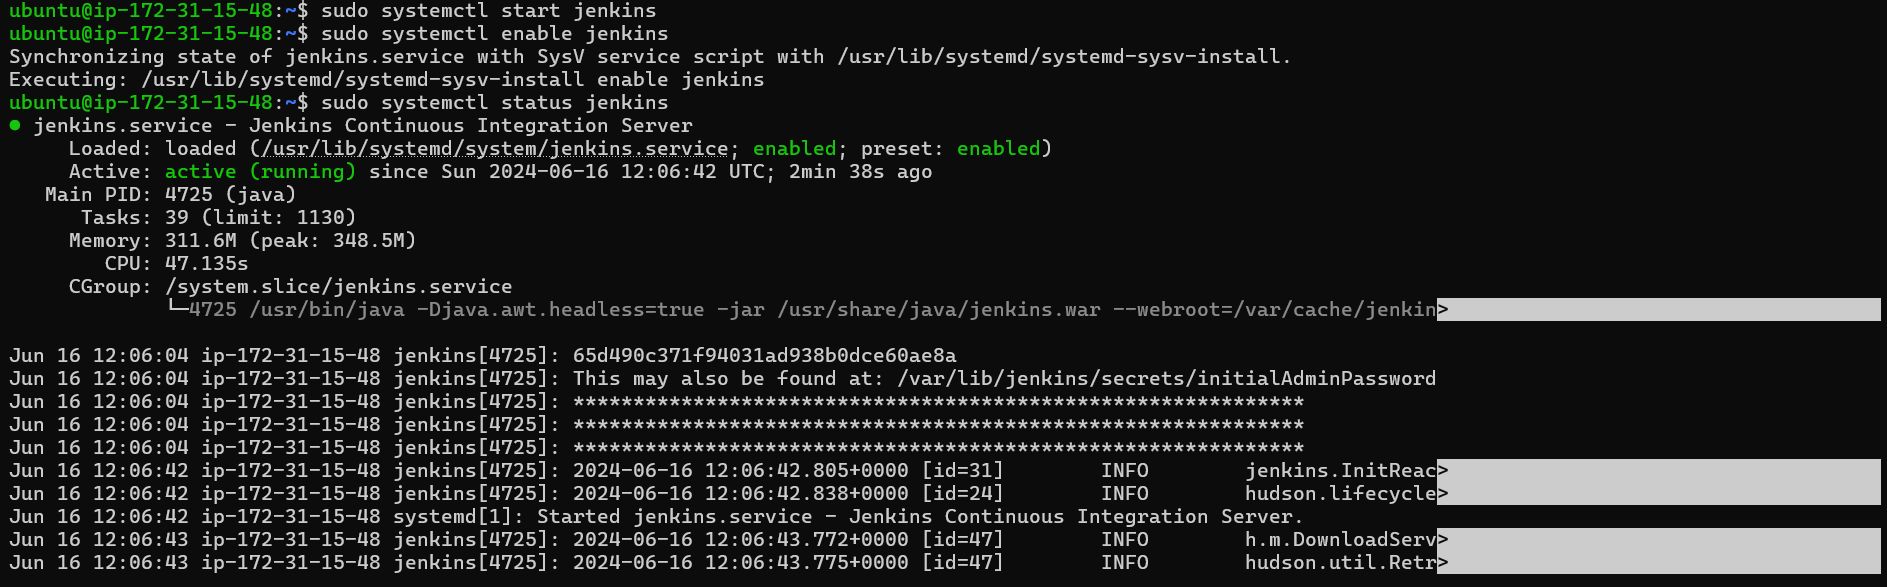 ubuntu@ip-172-31-15-48:~$ sudo systemctl start jenkins
ubuntu@ip-172-31-15-48:~$ sudo systemctl enable jenkins
Synchronizing state of jenkins.service with SysV service script with /usr/lib/systemd/systemd-sysv-install.
Executing: /usr/lib/systemd/systemd-sysv-install enable jenkins
ubuntu@ip-172-31-15-48:~$ sudo systemctl status jenkins
● jenkins.service - Jenkins Continuous Integration Server
     Loaded: loaded (/usr/lib/systemd/system/jenkins.service; enabled; preset: enabled)
     Active: active (running) since Sun 2024-06-16 12:06:42 UTC; 2min 38s ago
   Main PID: 4725 (java)
      Tasks: 39 (limit: 1130)
     Memory: 311.6M (peak: 348.5M)
        CPU: 47.135s
     CGroup: /system.slice/jenkins.service
             └─4725 /usr/bin/java -Djava.awt.headless=true -jar /usr/share/java/jenkins.war --webroot=/var/cache/jenkin>
Jun 16 12:06:04 ip-172-31-15-48 jenkins[4725]: 65d490c371f94031ad938b0dce60ae8a
Jun 16 12:06:04 ip-172-31-15-48 jenkins[4725]: This may also be found at: /var/lib/jenkins/secrets/initialAdminPassword
Jun 16 12:06:04 ip-172-31-15-48 jenkins[4725]: *************************************************************
Jun 16 12:06:04 ip-172-31-15-48 jenkins[4725]: *************************************************************
Jun 16 12:06:04 ip-172-31-15-48 jenkins[4725]: *************************************************************
Jun 16 12:06:42 ip-172-31-15-48 jenkins[4725]: 2024-06-16 12:06:42.805+0000 [id=31]        INFO        jenkins.InitReac>
Jun 16 12:06:42 ip-172-31-15-48 jenkins[4725]: 2024-06-16 12:06:42.838+0000 [id=24]        INFO        hudson.lifecycle>
Jun 16 12:06:42 ip-172-31-15-48 systemd[1]: Started jenkins.service - Jenkins Continuous Integration Server.
Jun 16 12:06:43 ip-172-31-15-48 jenkins[4725]: 2024-06-16 12:06:43.772+0000 [id=47]        INFO        h.m.DownloadServ>
Jun 16 12:06:43 ip-172-31-15-48 jenkins[4725]: 2024-06-16 12:06:43.775+0000 [id=47]        INFO        hudson.util.Retr>